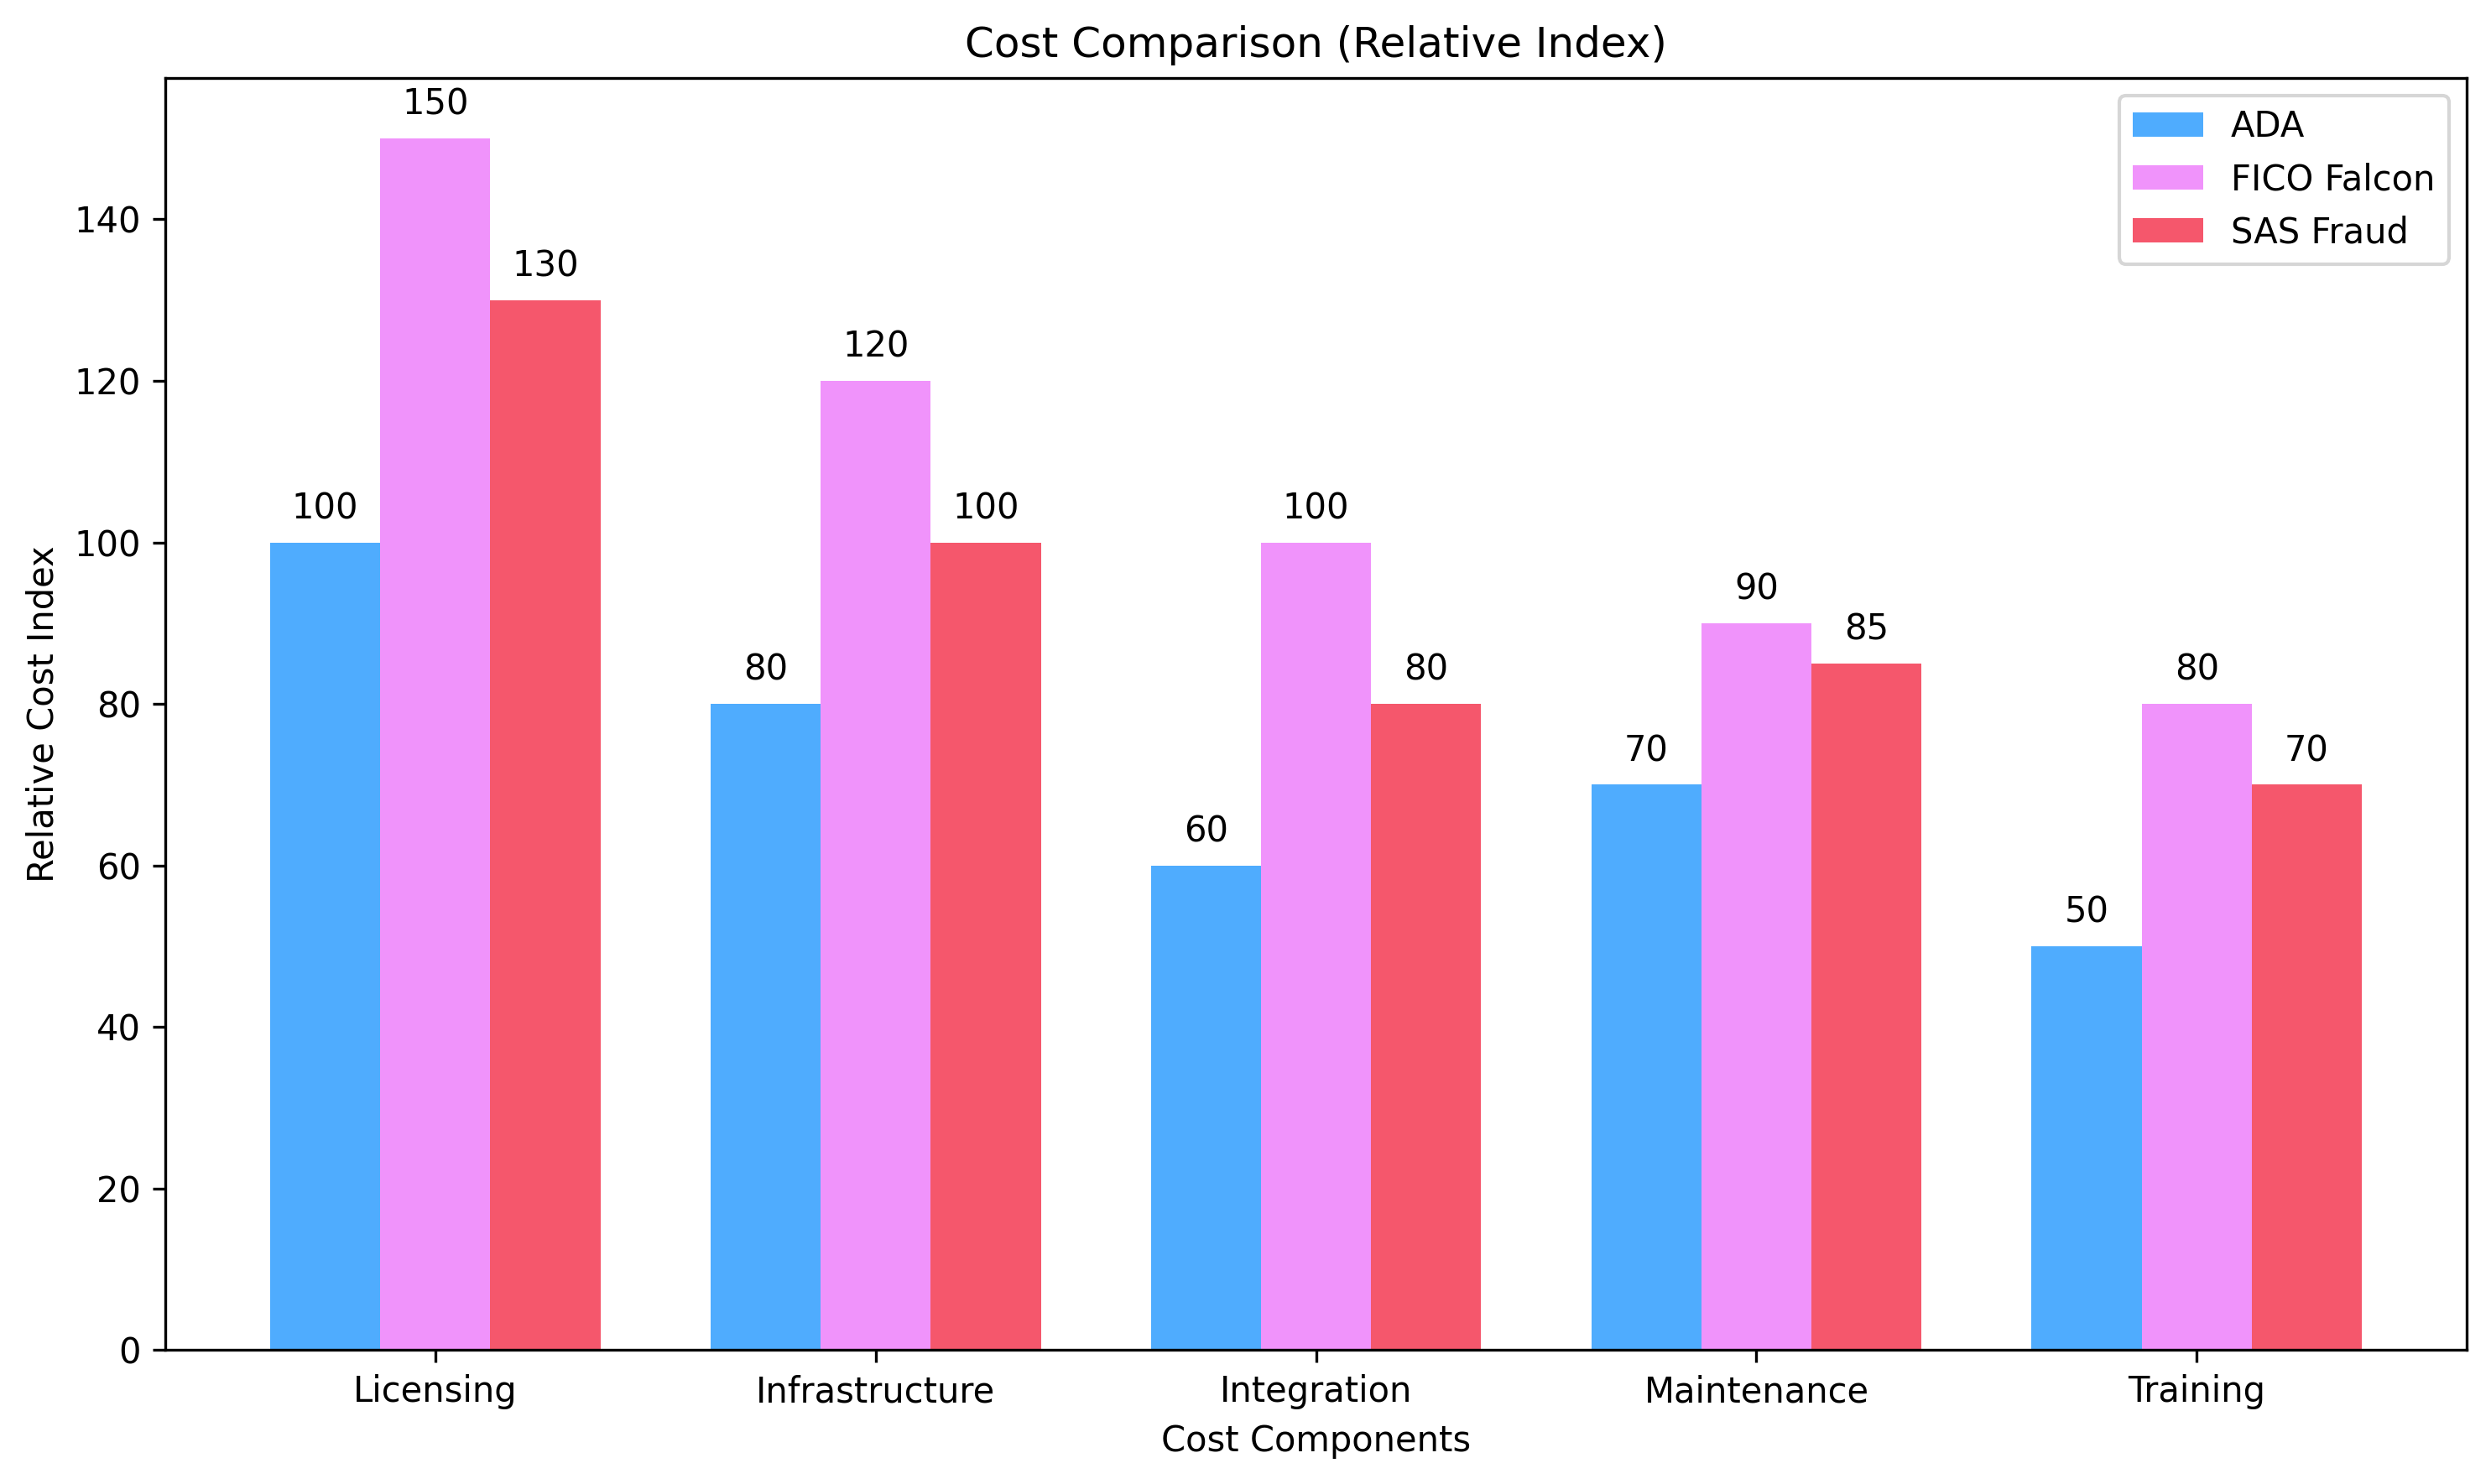 Cost Comparison (Relative Index)
ADA
FICO Falcon
SAS Fraud
Relative Cost Index
140
120
100
80
60
40
20
0
100
150
130
80
120
100
60
100
80
70
90
85
50
80
70
Licensing
Infrastructure
Integration
Maintenance
Training
Cost Components